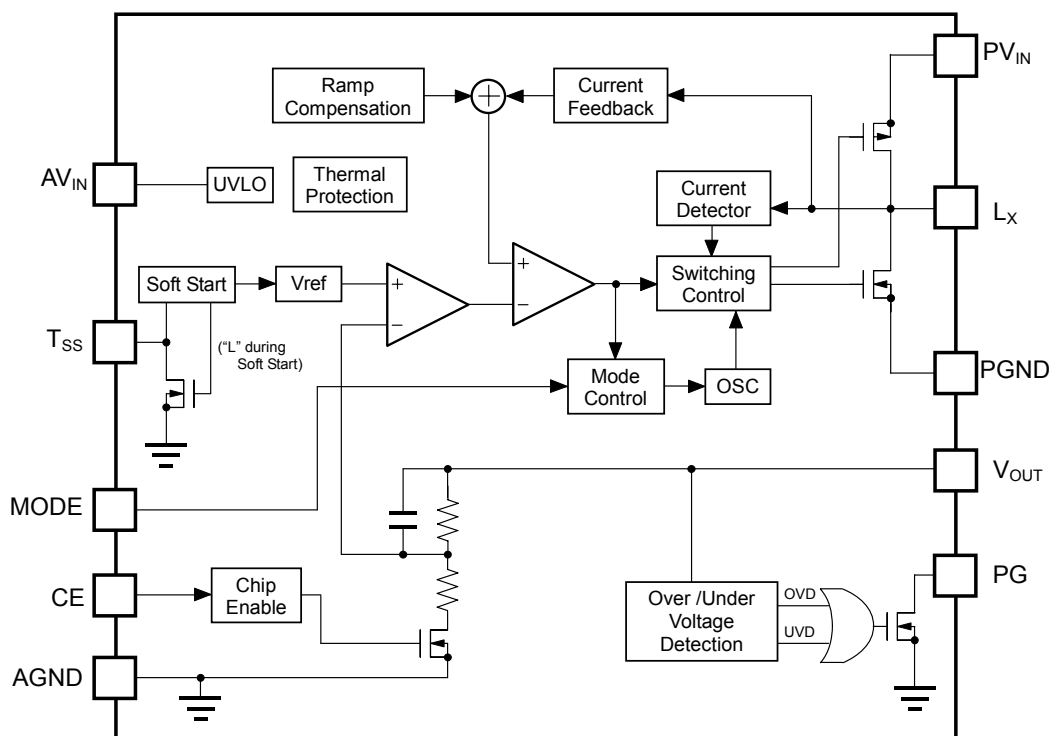 PVIN
Ramp
Compensation
+
Current
Feedback
AVIN
UVLO
Thermal
Protection
Current
Detector
LX
Soft Start
Vref
+
−
+
−
Switching
Control
TSS
("L" during
Soft Start)
Mode
Control
OSC
PGND
MODE
VOUT
CE
Chip
Enable
Over /Under
Voltage
Detection
OVD
UVD
PG
AGND